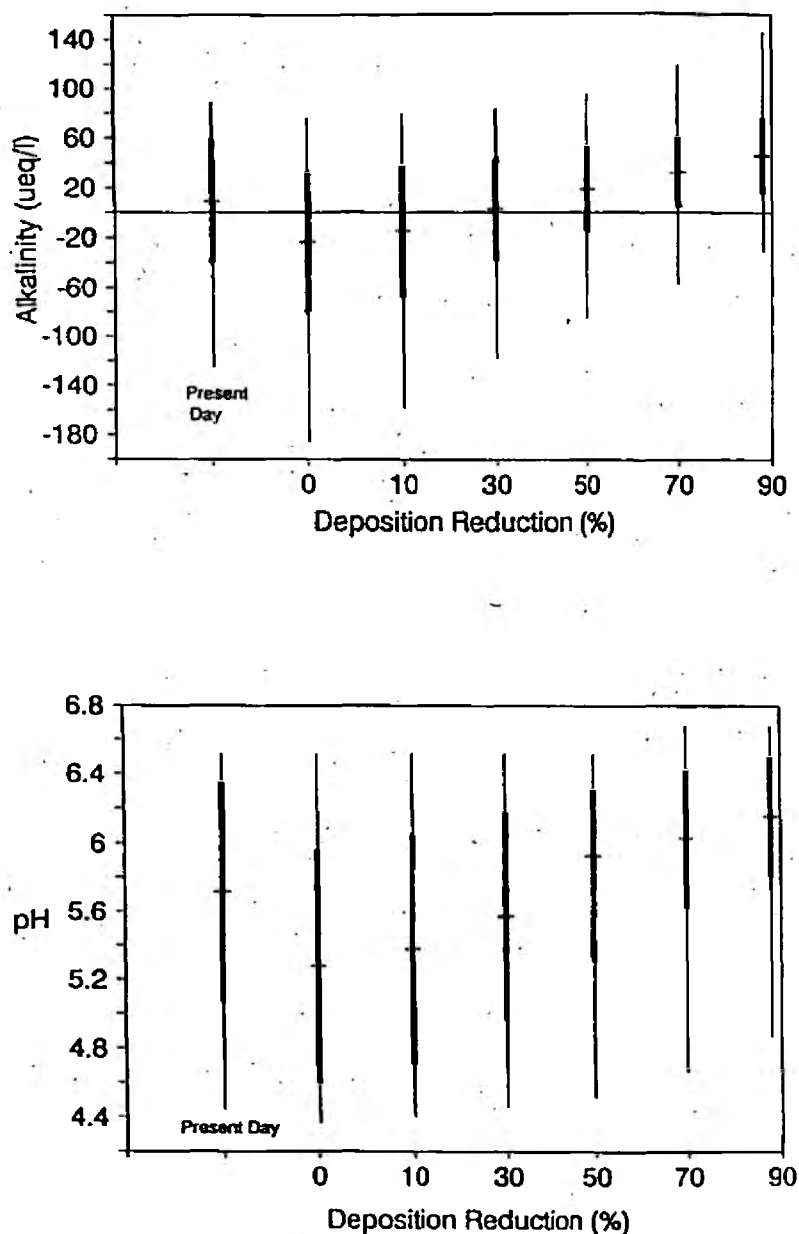 140
100
60
20
-20
-60
-100
-140
-180
Alkalinity (ueq/l)
Present
Day
0 10 30 50 70 90
Deposition Reduction (%)
6.8
6.4
6
5.6
5.2
4.8
4.4
pH
Present Day
0 10 30 50 70 90
Deposition Reduction (%)